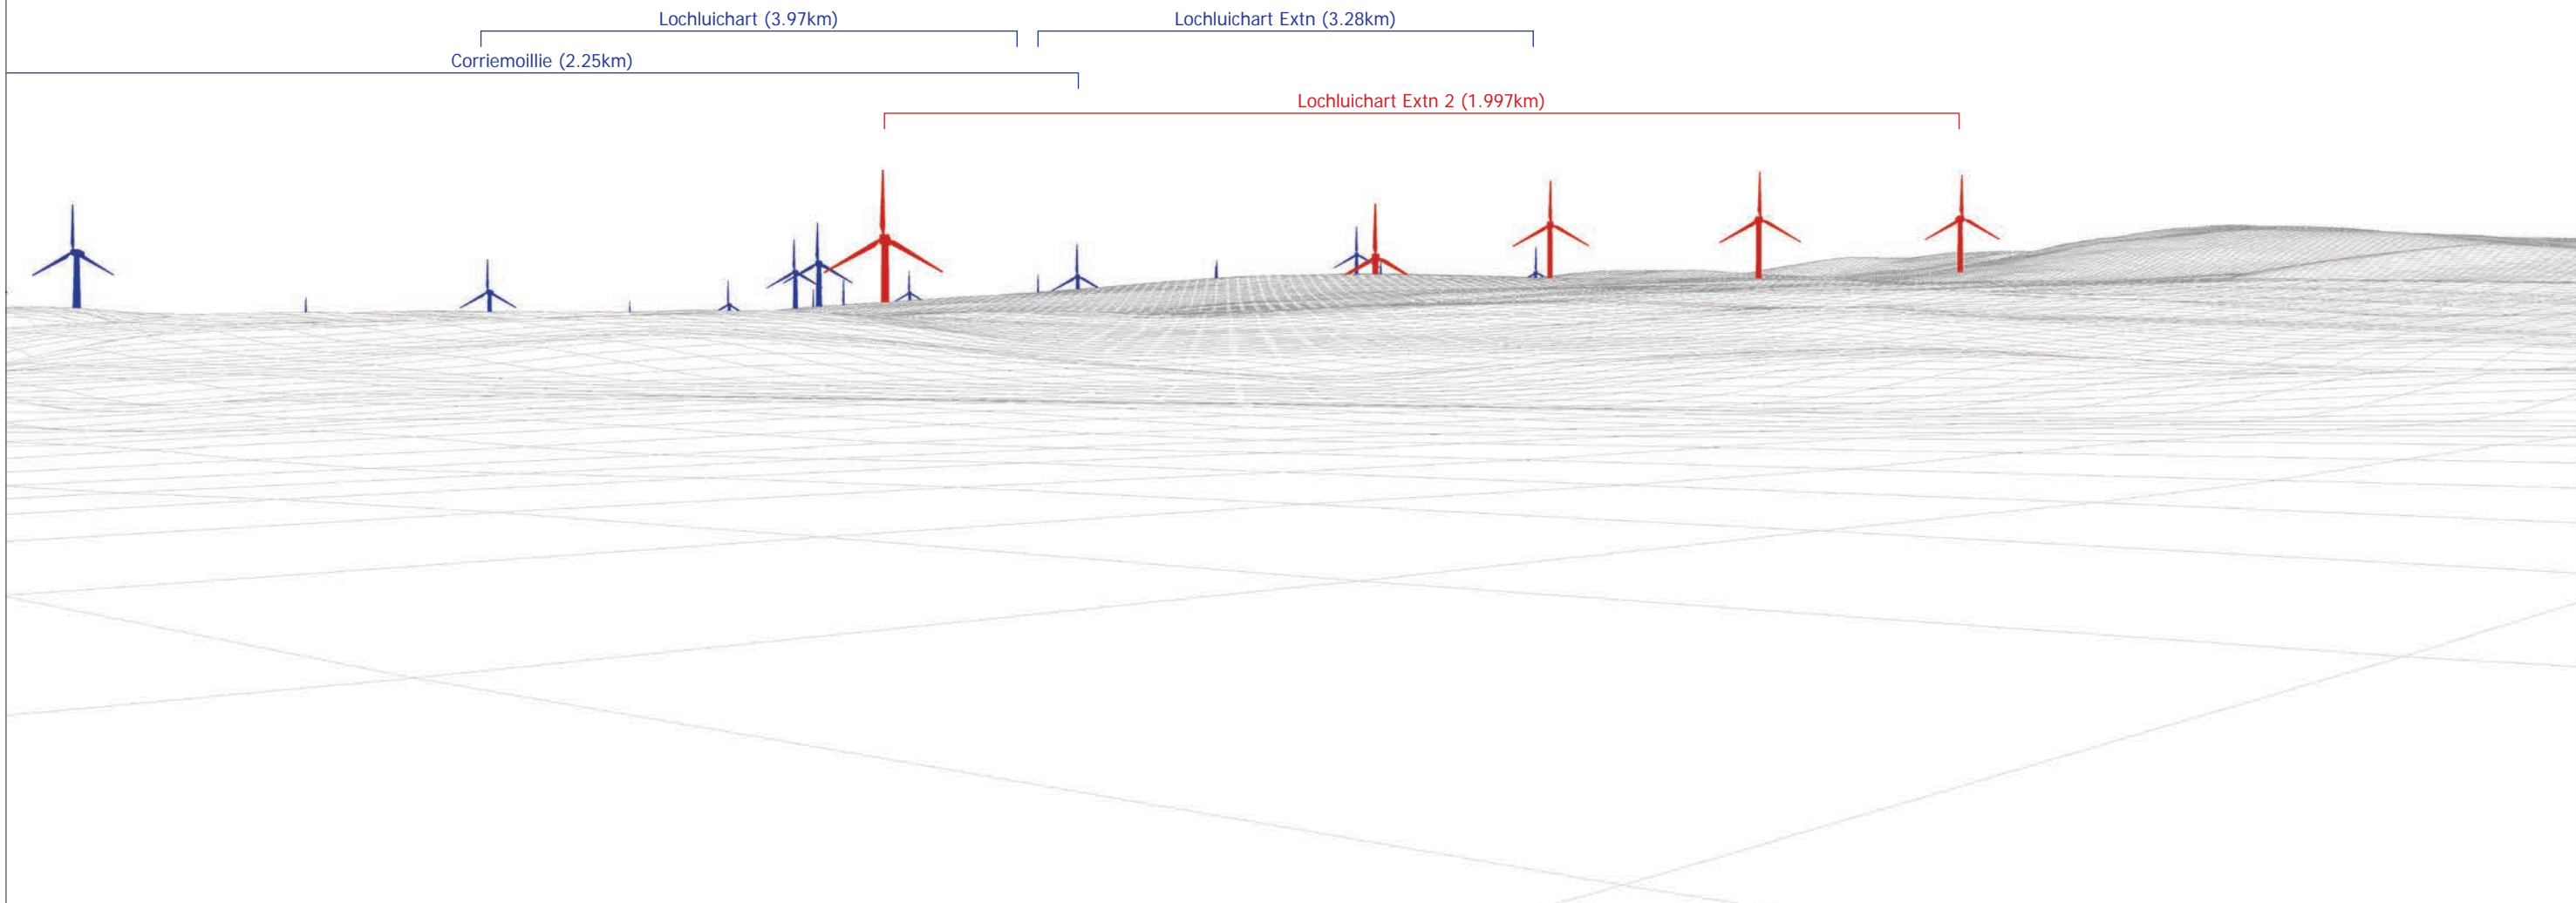 Lochluichart (3.97km)
Lochluichart Extn (3.28km)
Corriemoillie (2.25km)
Lochluichart Extn 2 (1.997km)